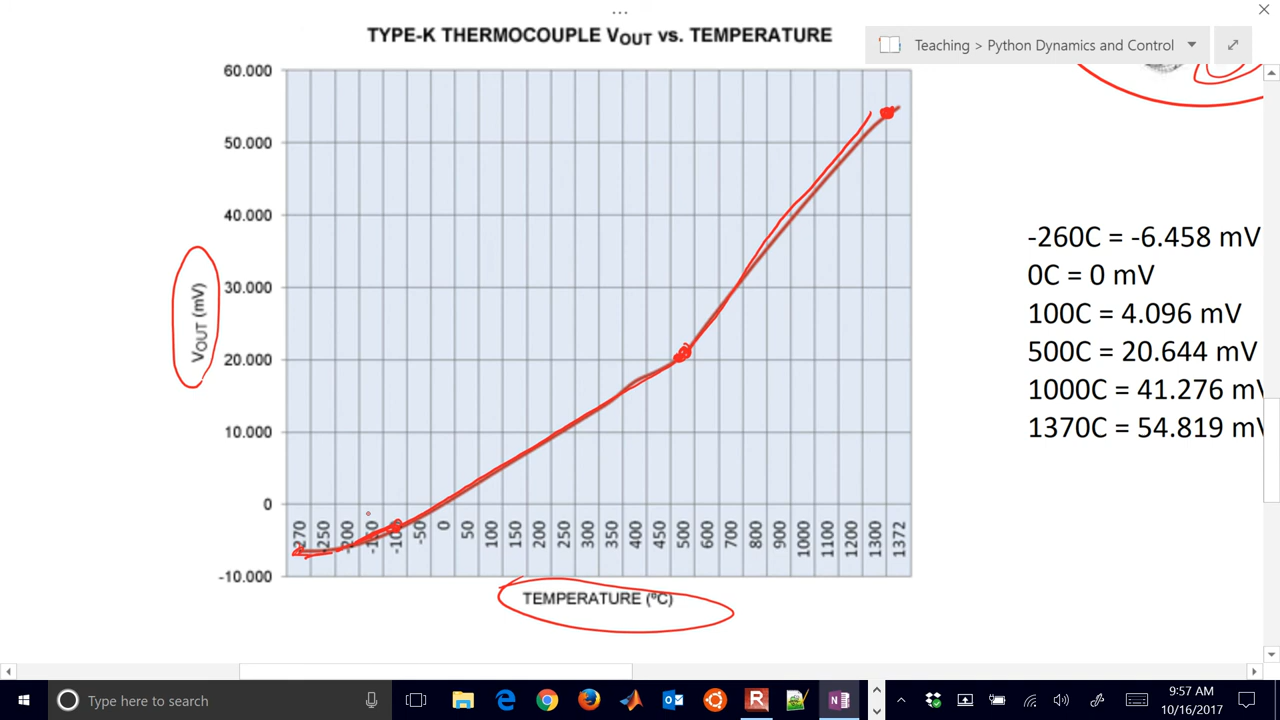 ...
TYPE-K THERMOCOUPLE VOUT vs. TEMPERATURE
Teaching > Python Dynamics and Control
60.000
50.000
40.000
30.000
20.000
10.000
0
-10.000
VOUT (mV)
270 250 200 -150 -100 -50 0 50 100 150 200 250 300 350 400 450 500 600 700 800 900 1000 1100 1200 1300 1372
TEMPERATURE (ºC)
-260C = -6.458 mV
0C = 0 mV
100C = 4.096 mV
500C = 20.644 mV
1000C = 41.276 mV
1370C = 54.819 mV
Type here to search
9:57 AM
10/16/2017